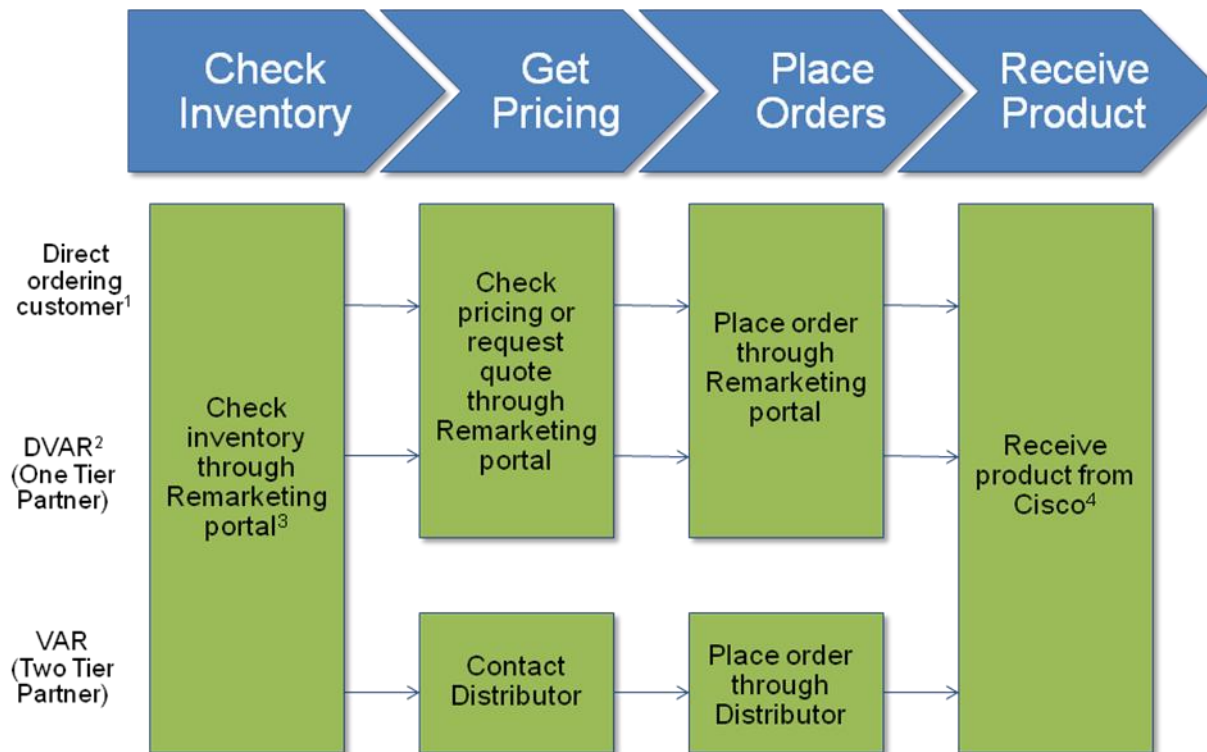 Check
Inventory
Get
Pricing
Place
Orders
Receive
Product
Direct
ordering
customer¹
DVAR²
(One Tier
Partner)
VAR
(Two Tier
Partner)
Check
inventory
through
Remarketing
portal³
Check
pricing or
request
quote
through
Remarketing
portal
Place order
through
Remarketing
portal
Receive
product from
Cisco⁴
Contact
Distributor
Place order
through
Distributor